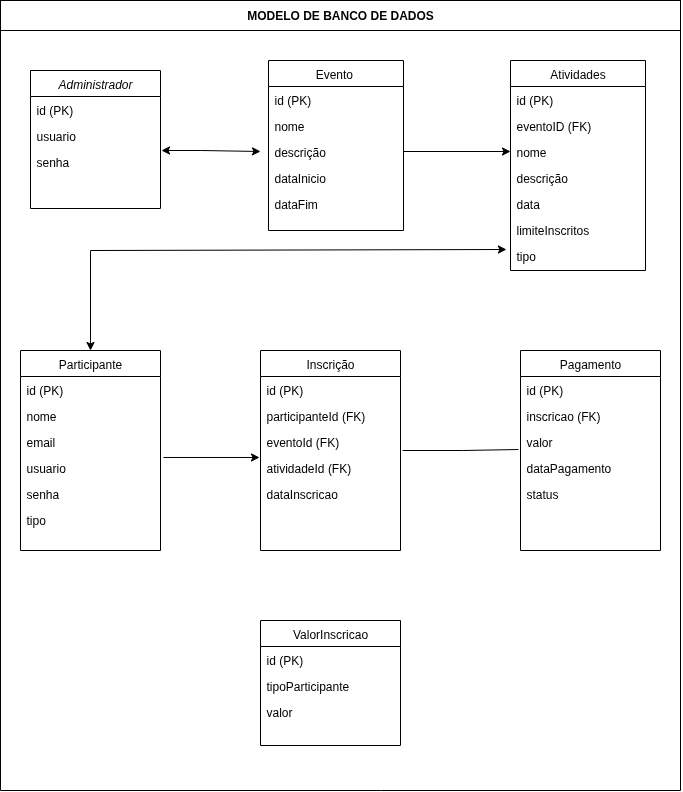 MODELO DE BANCO DE DADOS
Administrador
id (PK)
usuario
senha
Evento
id (PK)
nome
descrição
dataInicio
dataFim
Atividades
id (PK)
eventoID (FK)
nome
descrição
data
limiteInscritos
tipo
Participante
id (PK)
nome
email
usuario
senha
tipo
Inscrição
id (PK)
participanteId (FK)
eventoId (FK)
atividadeId (FK)
dataInscricao
Pagamento
id (PK)
inscricao (FK)
valor
dataPagamento
status
ValorInscricao
id (PK)
tipoParticipante
valor